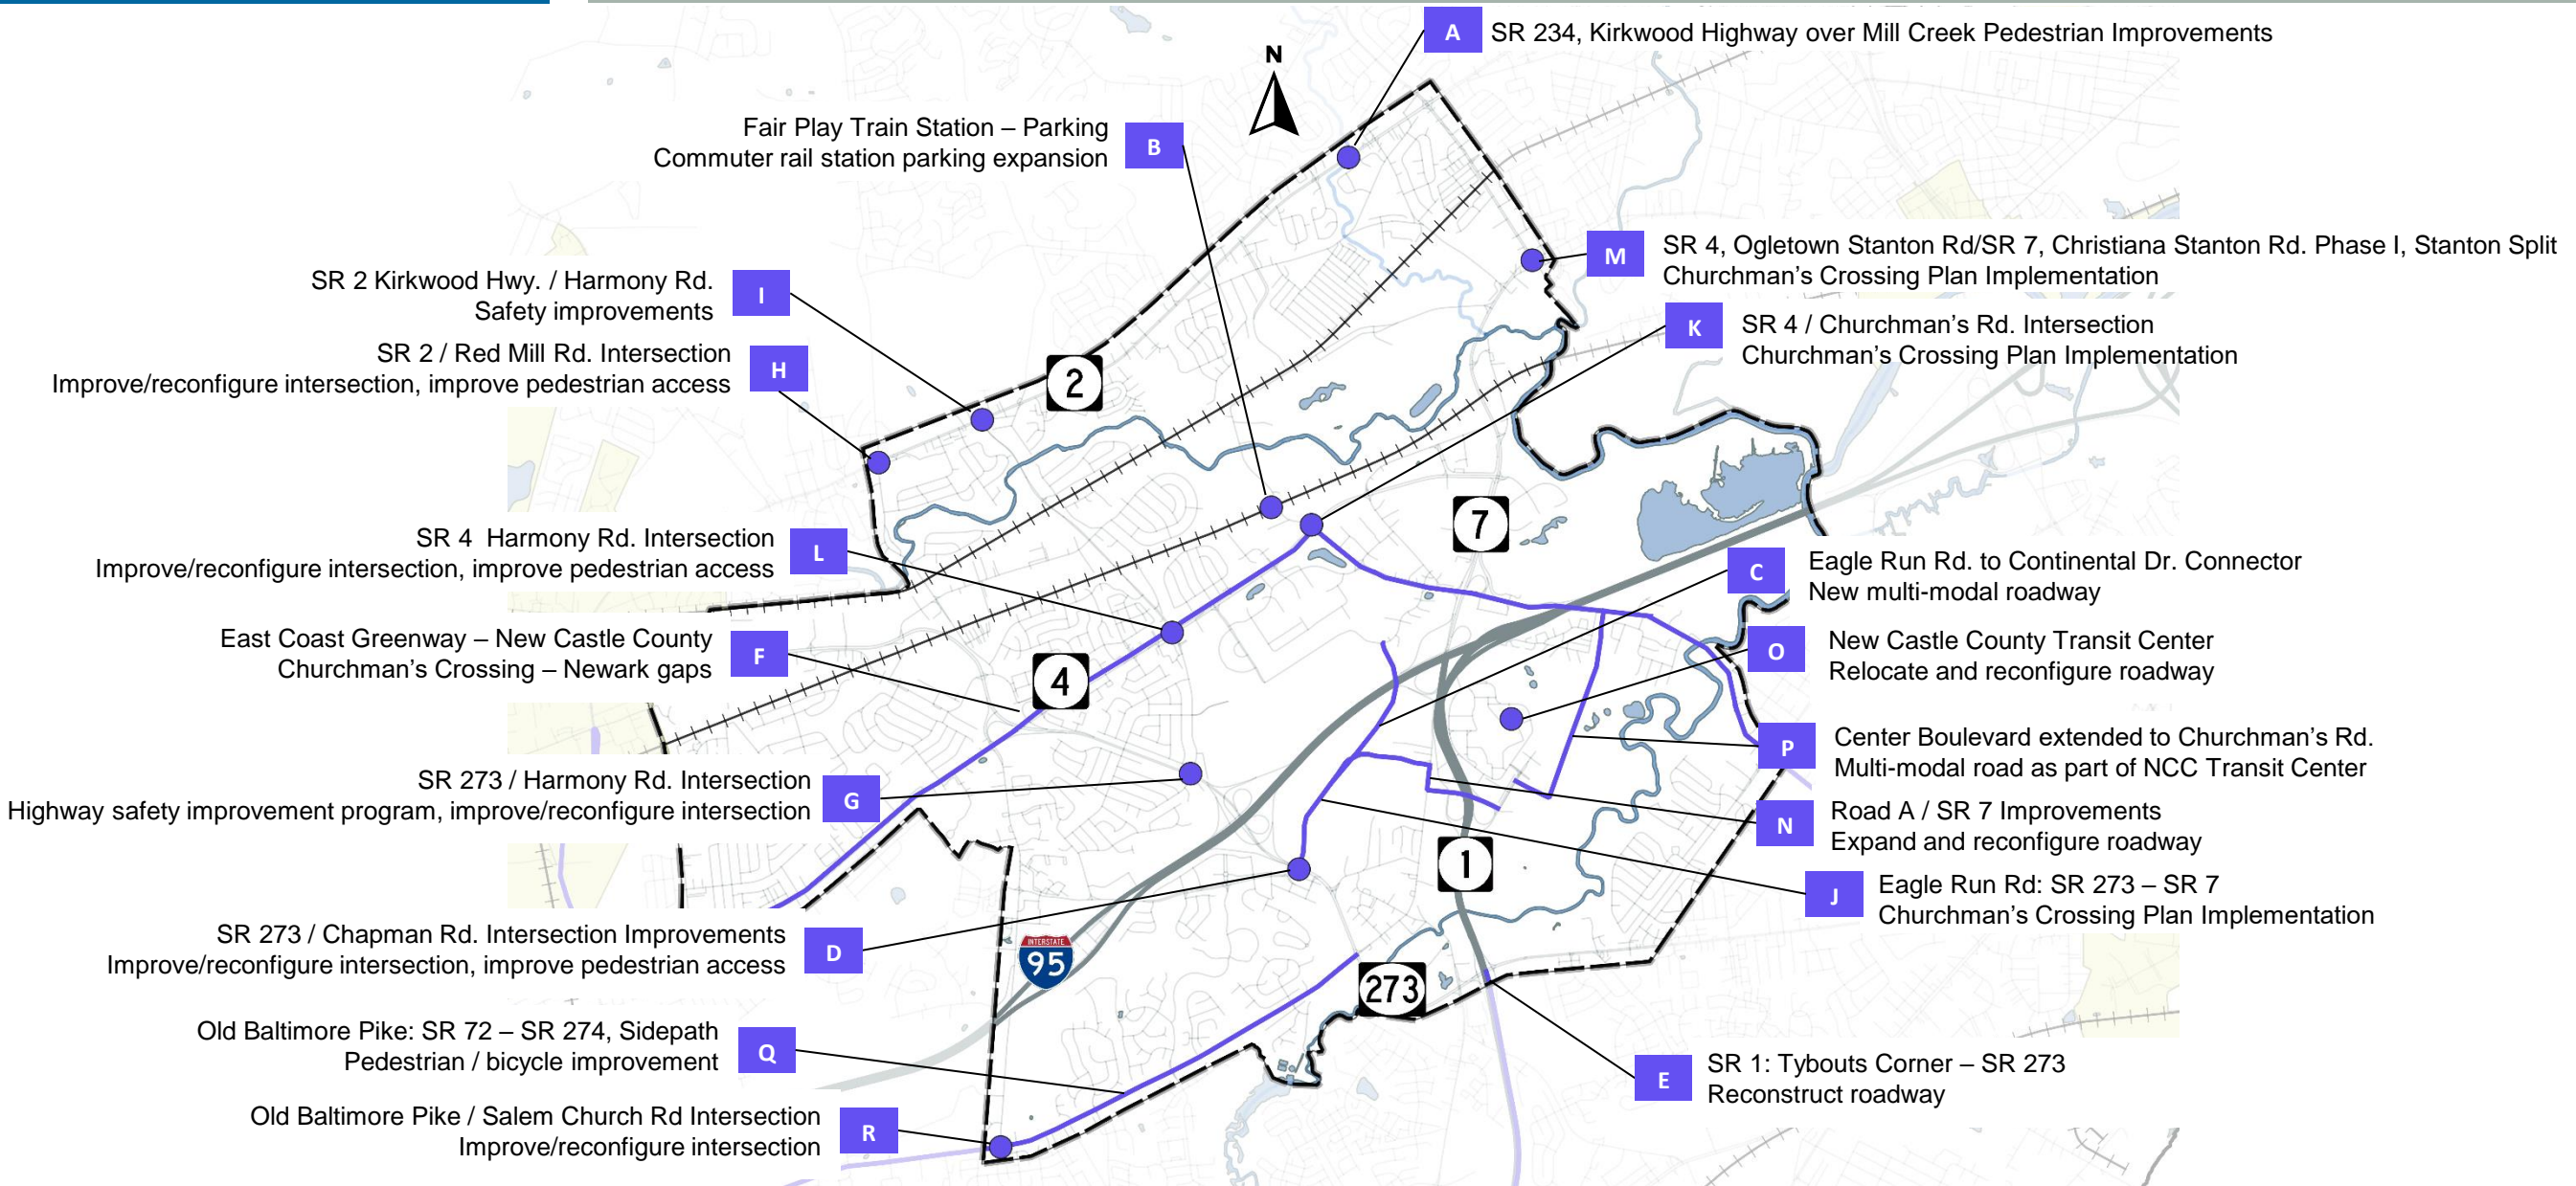 A
SR 234, Kirkwood Highway over Mill Creek Pedestrian Improvements
N
Fair Play Train Station – Parking
Commuter rail station parking expansion
B
M
SR 4, Ogletown Stanton Rd/SR 7, Christiana Stanton Rd. Phase I, Stanton Split
Churchman's Crossing Plan Implementation
SR 2 Kirkwood Hwy. / Harmony Rd.
Safety improvements
I
K
SR 4 / Churchman's Rd. Intersection
Churchman's Crossing Plan Implementation
SR 2 / Red Mill Rd. Intersection
Improve/reconfigure intersection, improve pedestrian access
H
2
7
SR 4  Harmony Rd. Intersection
Improve/reconfigure intersection, improve pedestrian access
L
C
Eagle Run Rd. to Continental Dr. Connector
New multi-modal roadway
East Coast Greenway – New Castle County
Churchman's Crossing – Newark gaps
F
4
O
New Castle County Transit Center
Relocate and reconfigure roadway
P
Center Boulevard extended to Churchman's Rd.
Multi-modal road as part of NCC Transit Center
SR 273 / Harmony Rd. Intersection
Highway safety improvement program, improve/reconfigure intersection
G
N
Road A / SR 7 Improvements
Expand and reconfigure roadway
1
J
Eagle Run Rd: SR 273 – SR 7
Churchman's Crossing Plan Implementation
SR 273 / Chapman Rd. Intersection Improvements
Improve/reconfigure intersection, improve pedestrian access
D
INTERSTATE
95
273
Old Baltimore Pike: SR 72 – SR 274, Sidepath
Pedestrian / bicycle improvement
Q
E
SR 1: Tybouts Corner – SR 273
Reconstruct roadway
Old Baltimore Pike / Salem Church Rd Intersection
Improve/reconfigure intersection
R